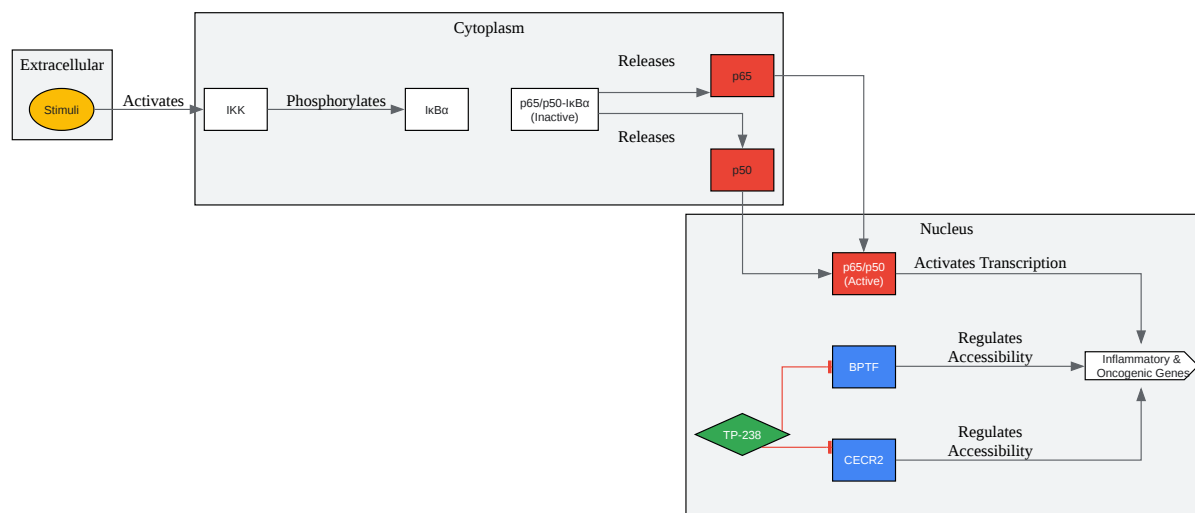 Cytoplasm
Extracellular
Stimuli
Activates
IKK
Phosphorylates
IκBα
p65/p50-IκBα
(Inactive)
Releases
p65
Releases
p50
Nucleus
p65/p50
(Active)
Activates Transcription
BPTF
Regulates
Accessibility
Inflammatory &
Oncogenic Genes
TP-238
CECR2
Regulates
Accessibility